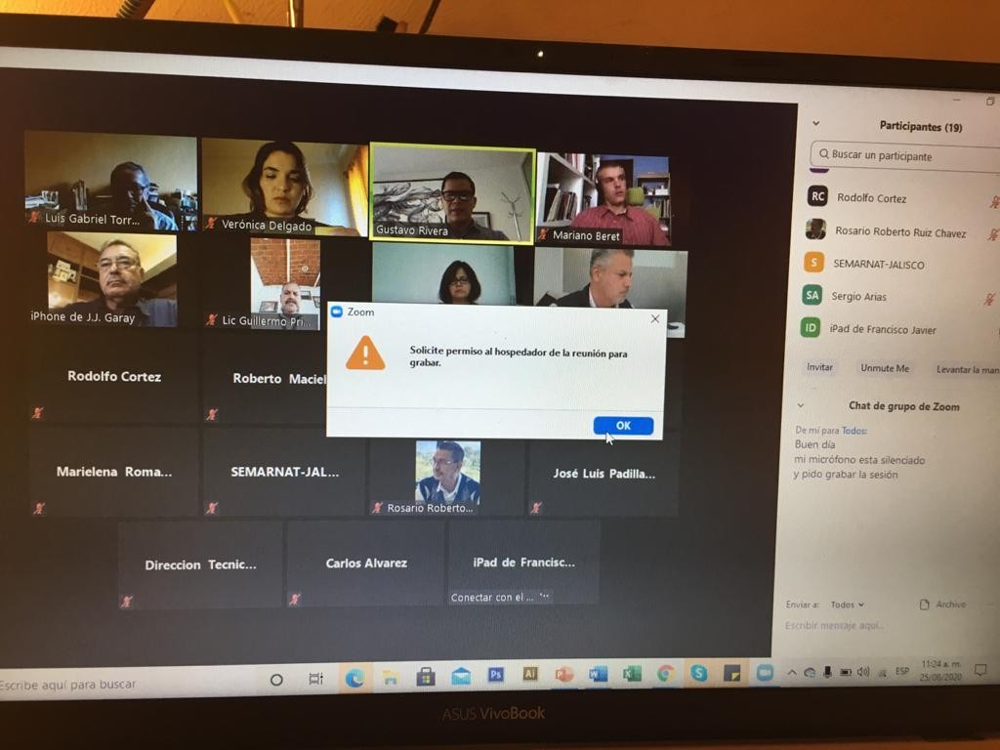 Luis Gabriel Torr...
Verónica Delgado
Gustavo Rivera
Mariano Beret
iPhone de J.J. Garay
Lic Guillermo Pri...
Rodolfo Cortez
Roberto Maciel
Marielena Roma...
SEMARNAT-JAL...
Rosario Roberto...
José Luis Padilla...
Direccion Tecnic...
Carlos Alvarez
iPad de Francisc...
Conectar con el ... ...
Zoom
Solicite permiso al hospedador de la reunión para
grabar.
OK
Participantes (19)
Buscar un participante
RC Rodolfo Cortez
Rosario Roberto Ruiz Chavez
S SEMARNAT-JALISCO
SA Sergio Arias
ID iPad de Francisco Javier
Invitar Unmute Me Levantar la man
Chat de grupo de Zoom
De mí para Todos:
Buen día
mi micrófono esta silenciado
y pido grabar la sesión
Enviar a: Todos Archivo
Escribir mensaje aquí...
Escribe aquí para buscar
Ps Ai ESP 11:24 a. m.
25/08/2020
ASUS VivoBook